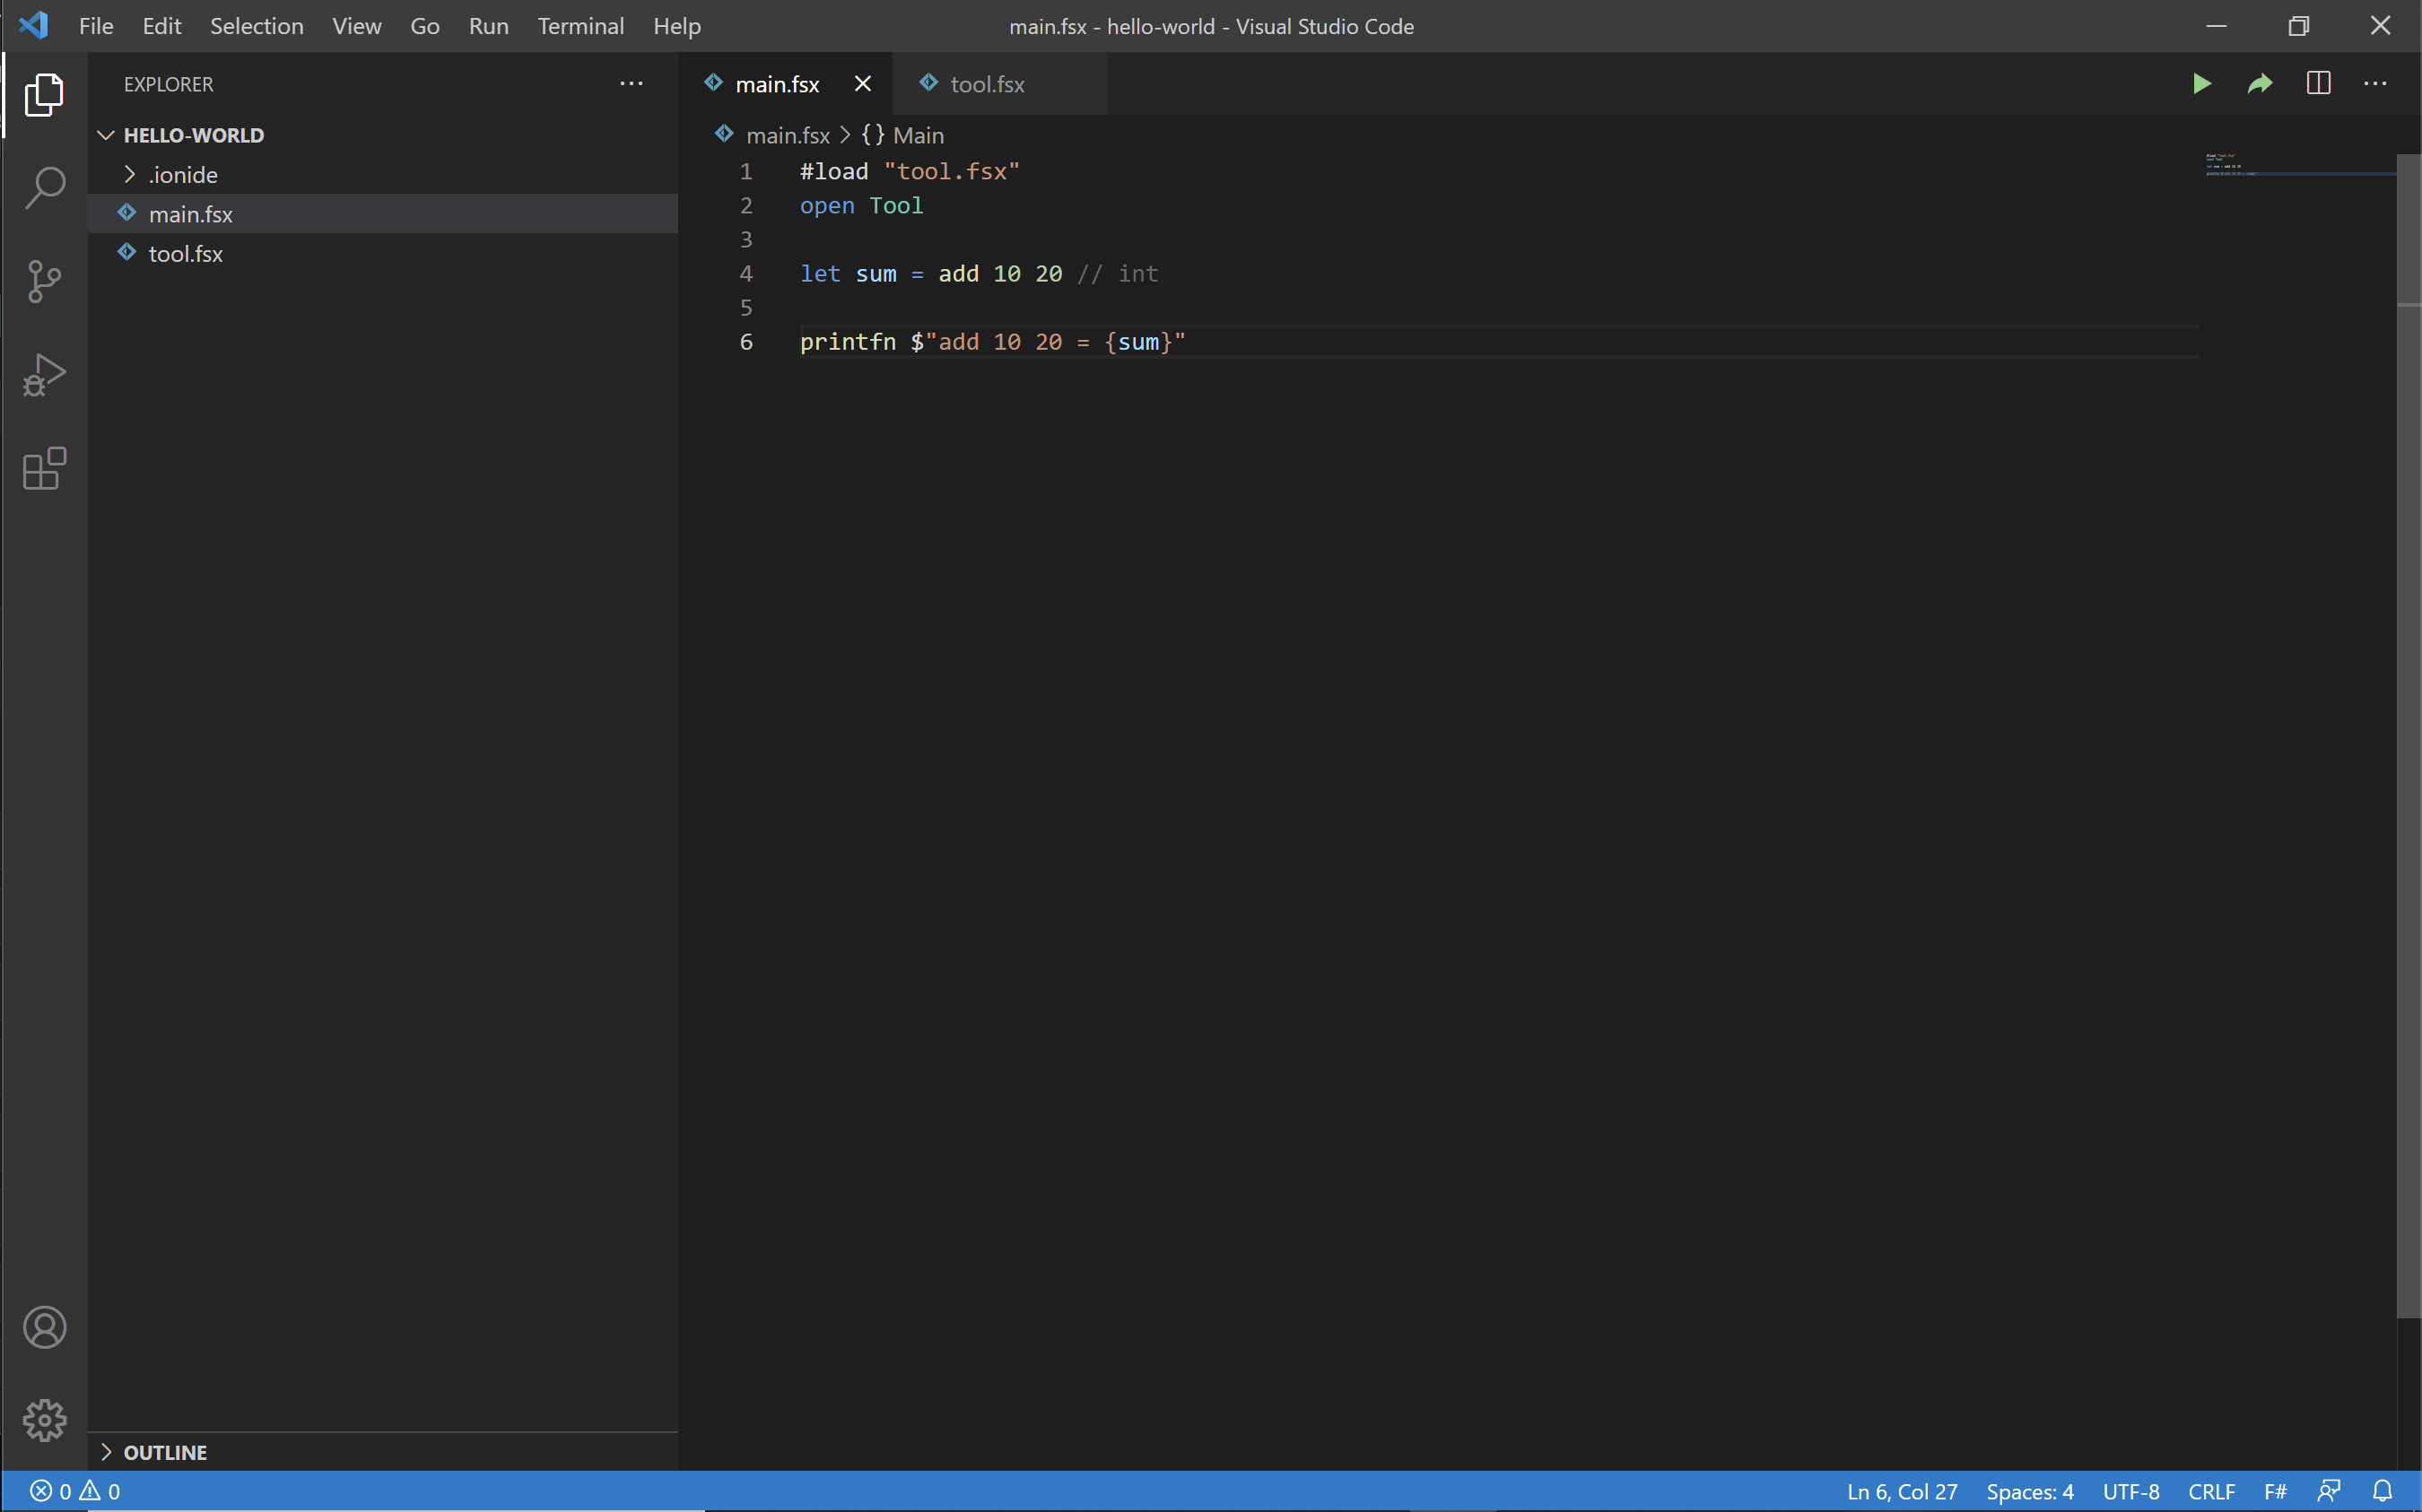 File Edit Selection View Go Run Terminal Help main.fsx - hello-world - Visual Studio Code
EXPLORER
HELLO-WORLD
.ionide
main.fsx
tool.fsx
main.fsx tool.fsx
main.fsx > {} Main
1 #load "tool.fsx"
2 open Tool
3
4 let sum = add 10 20 // int
5
6 printfn $"add 10 20 = {sum}"
OUTLINE
0 0 Ln 6, Col 27 Spaces: 4 UTF-8 CRLF F#